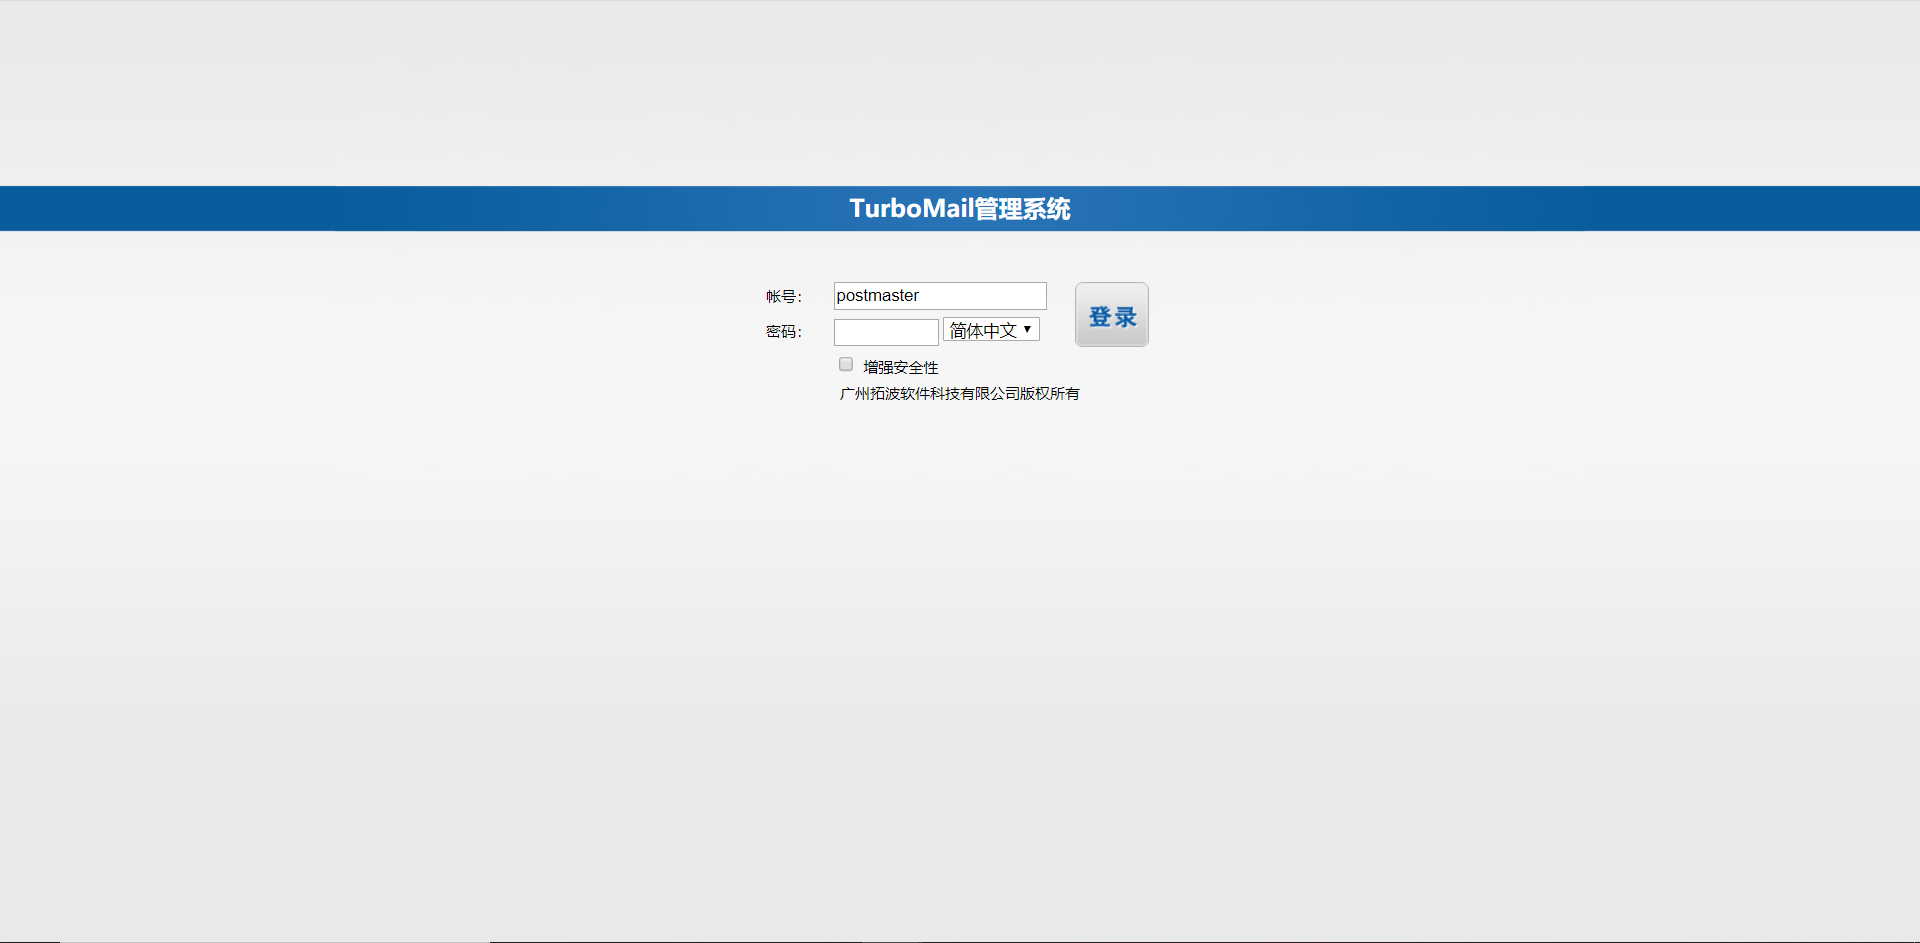 TurboMail管理系统
帐号： postmaster
登录
密码： 简体中文
增强安全性
广州拓波软件科技有限公司版权所有